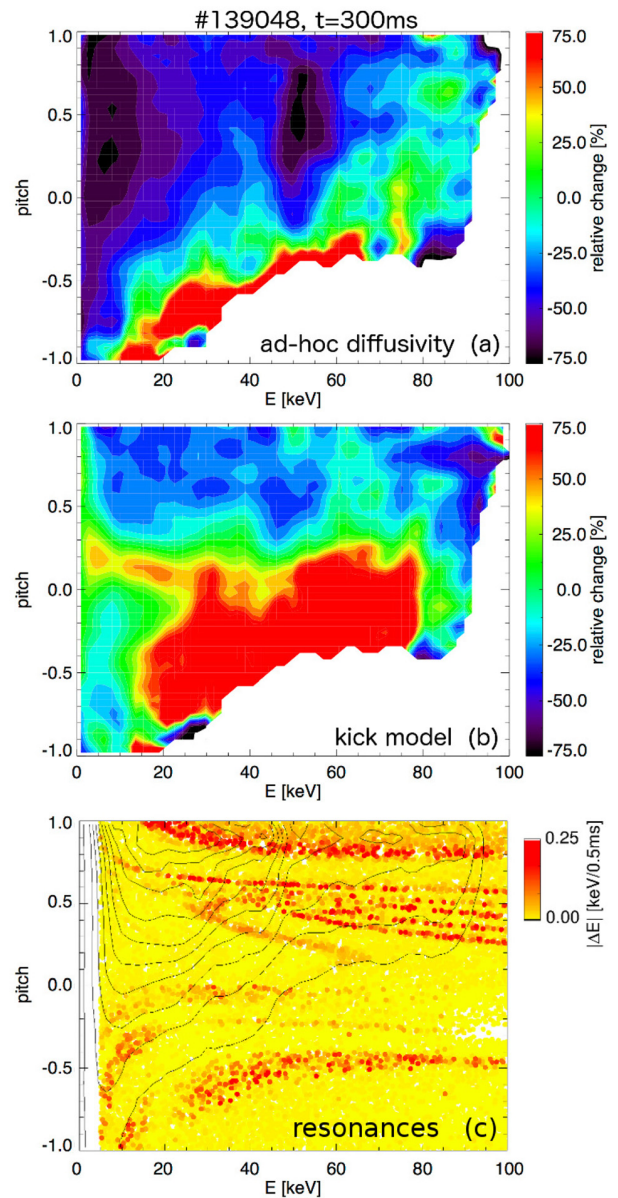 #139048, t=300ms
1.0
0.5
0.0
-0.5
-1.0
pitch
ad-hoc diffusivity (a)
0 20 40 60 80 100
E [keV]
75.0
50.0
25.0
0.0
-25.0
-50.0
-75.0
relative change [%]
1.0
0.5
0.0
-0.5
-1.0
pitch
kick model (b)
0 20 40 60 80 100
E [keV]
75.0
50.0
25.0
0.0
-25.0
-50.0
-75.0
relative change [%]
1.0
0.5
0.0
-0.5
-1.0
pitch
resonances (c)
0 20 40 60 80 100
E [keV]
0.25
0.00
|ΔE| [keV/0.5ms]